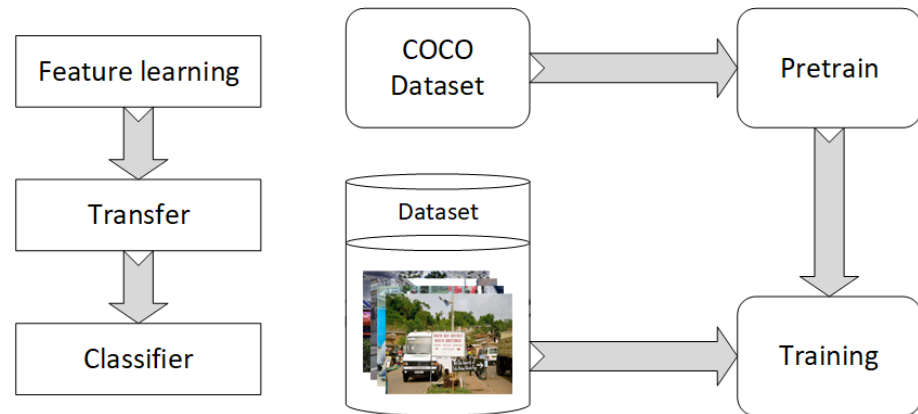 Feature learning
Transfer
Classifier
COCO
Dataset
Pretrain
Dataset
Training